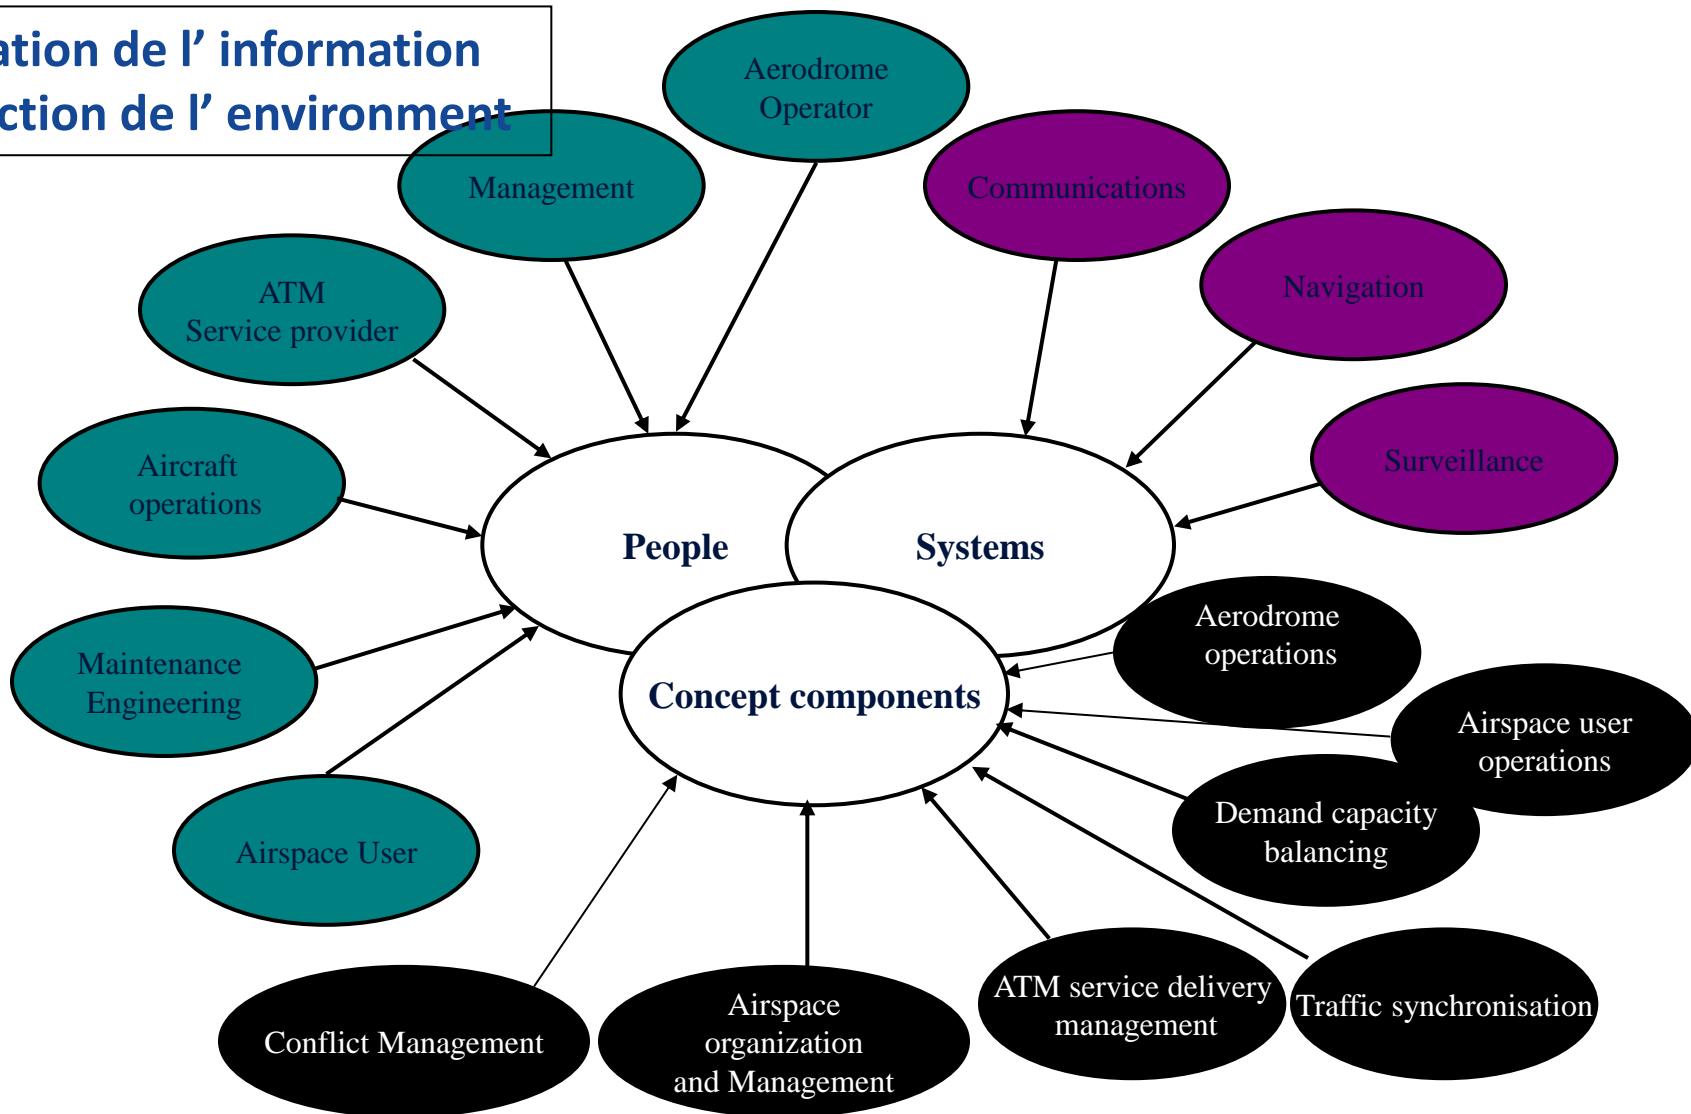 de l’ information
de l’ environment
Aerodrome
Operator
Management
Communications
Navigation
ATM
Service provider
Surveillance
Aircraft
operations
People
Systems
Aerodrome
operations
Maintenance
Engineering
Concept components
Airspace user
operations
Demand capacity
balancing
Airspace User
ATM service delivery
management
Traffic synchronisation
Conflict Management
Airspace
organization
and Management